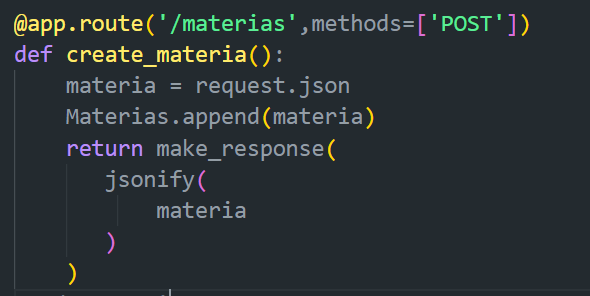 @app.route('/materias',methods=['POST'])
def create_materia():
    materia = request.json
    Materias.append(materia)
    return make_response(
       jsonify(
           materia
       )
    )